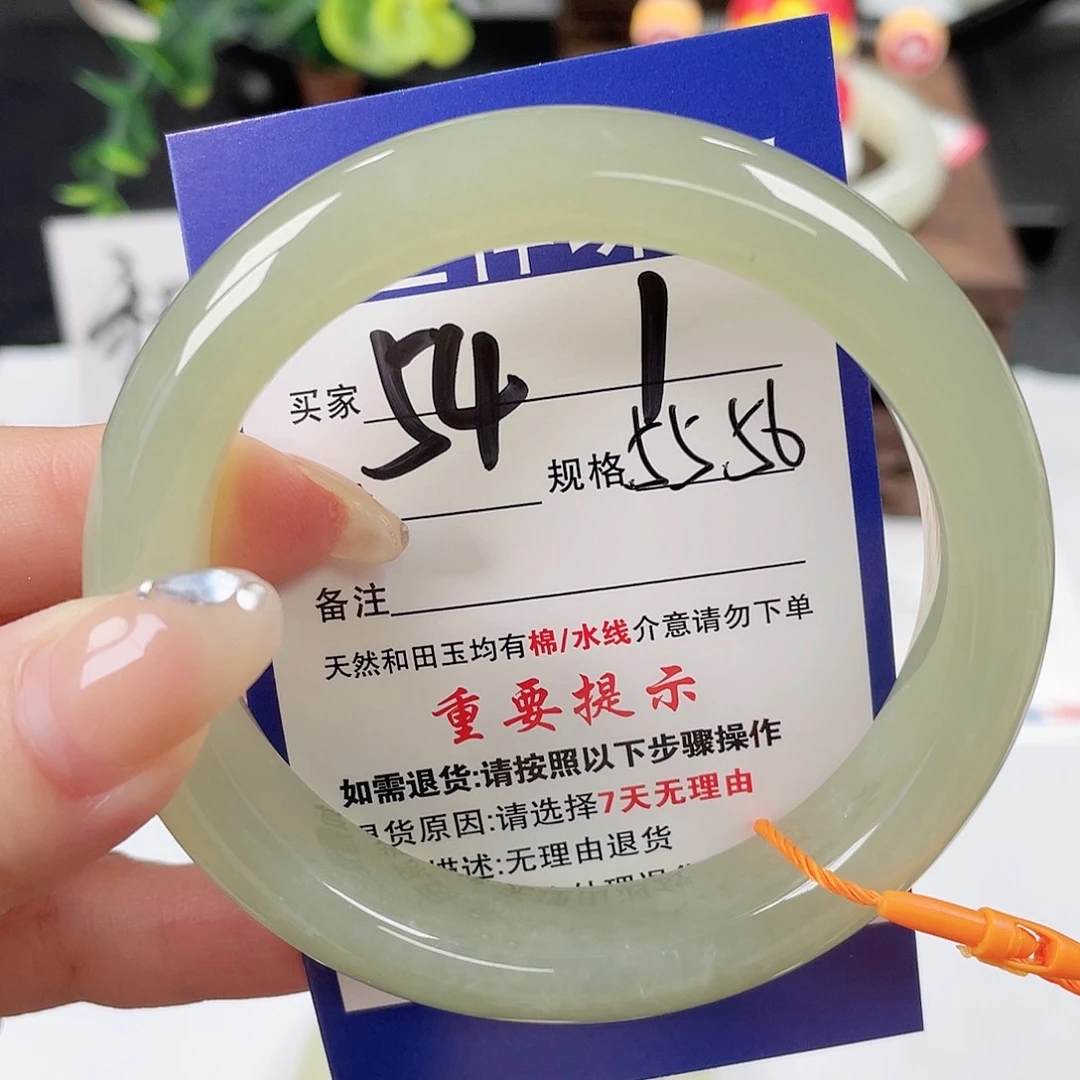 买家 54 1
规格 55.56
备注
天然和田玉均有棉/水线介意请勿下单
重要提示
如需退货:请按照以下步骤操作
货原因:请选择7天无理由
描述:无理由退货